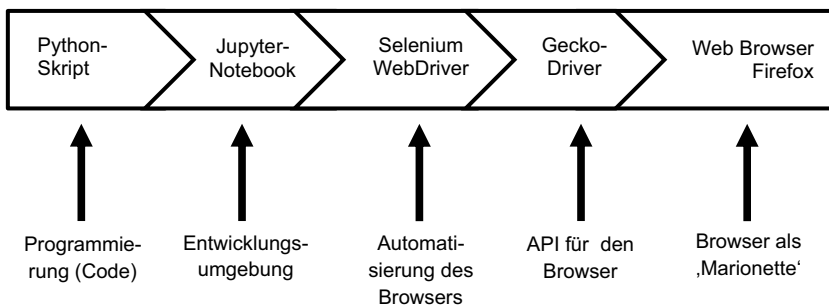 Python-
Skript
Jupyter-
Notebook
Selenium
WebDriver
Gecko-
Driver
Web Browser
Firefox
Programmie-
rung (Code)
Entwicklungs-
umgebung
Automati-
sierung des
Browsers
API für den
Browser
Browser als
‚Marionette‘